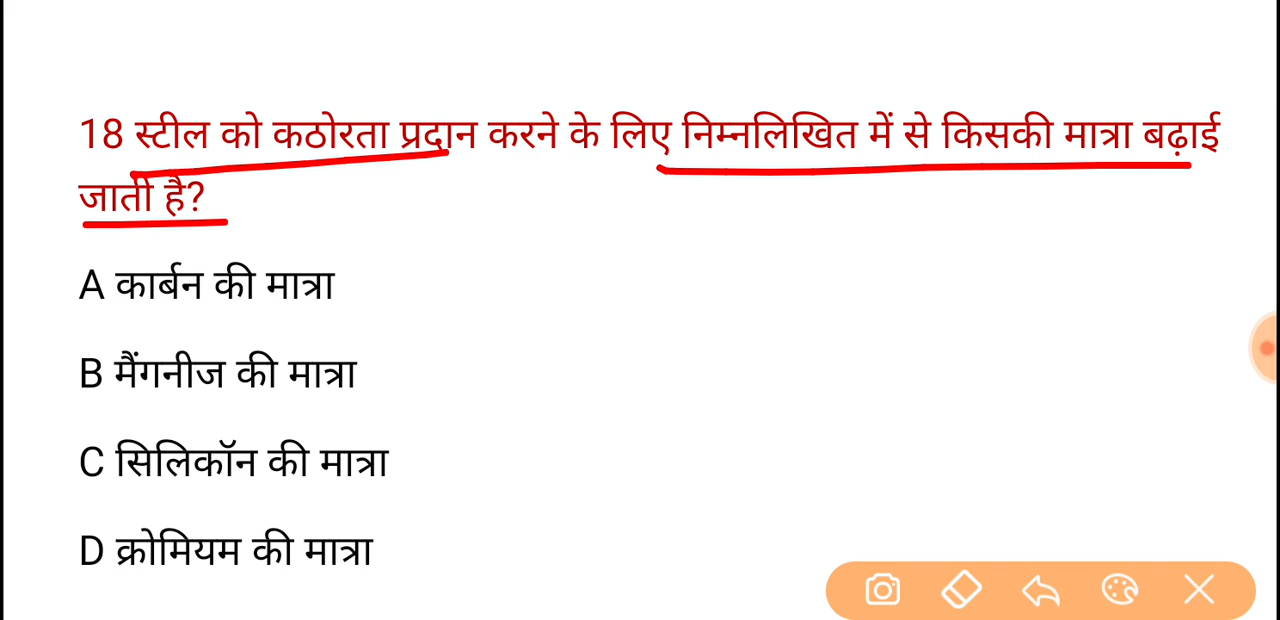 18 स्टील को कठोरता प्रदान करने के लिए निम्नलिखित में से किसकी मात्रा बढ़ाई
जाती है?
A कार्बन की मात्रा
B मैंगनीज की मात्रा
C सिलिकॉन की मात्रा
D क्रोमियम की मात्रा